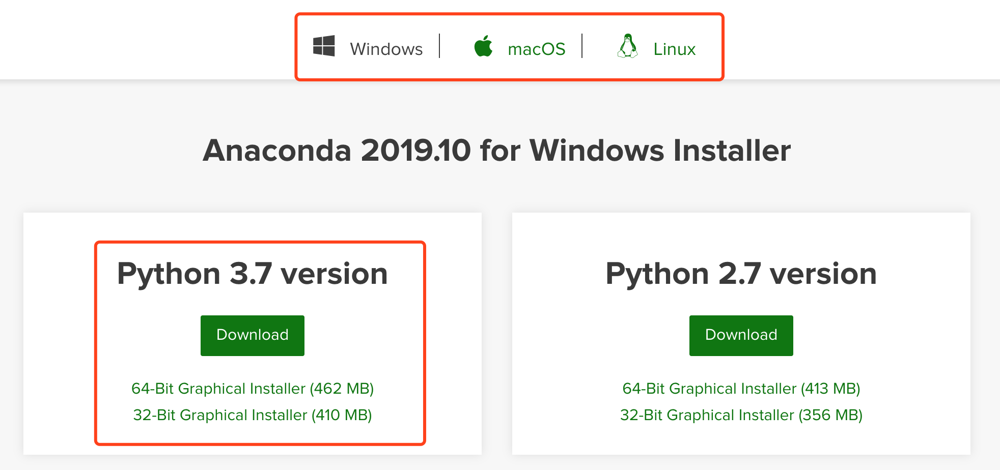 Windows | macOS | Linux
Anaconda 2019.10 for Windows Installer
Python 3.7 version
Download
64-Bit Graphical Installer (462 MB)
32-Bit Graphical Installer (410 MB)
Python 2.7 version
Download
64-Bit Graphical Installer (413 MB)
32-Bit Graphical Installer (356 MB)